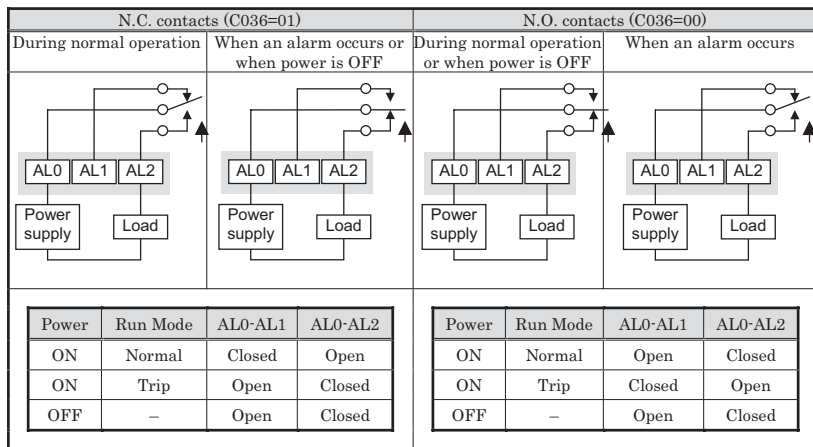 N.C. contacts (C036=01)
N.O. contacts (C036=00)
During normal operation
When an alarm occurs or
when power is OFF
During normal operation
or when power is OFF
When an alarm occurs
AL0 AL1 AL2
Power
supply
Load
AL0 AL1 AL2
Power
supply
Load
AL0 AL1 AL2
Power
supply
Load
AL0 AL1 AL2
Power
supply
Load
Power Run Mode AL0-AL1 AL0-AL2
ON Normal Closed Open
ON Trip Open Closed
OFF – Open Closed
Power Run Mode AL0-AL1 AL0-AL2
ON Normal Open Closed
ON Trip Closed Open
OFF – Open Closed